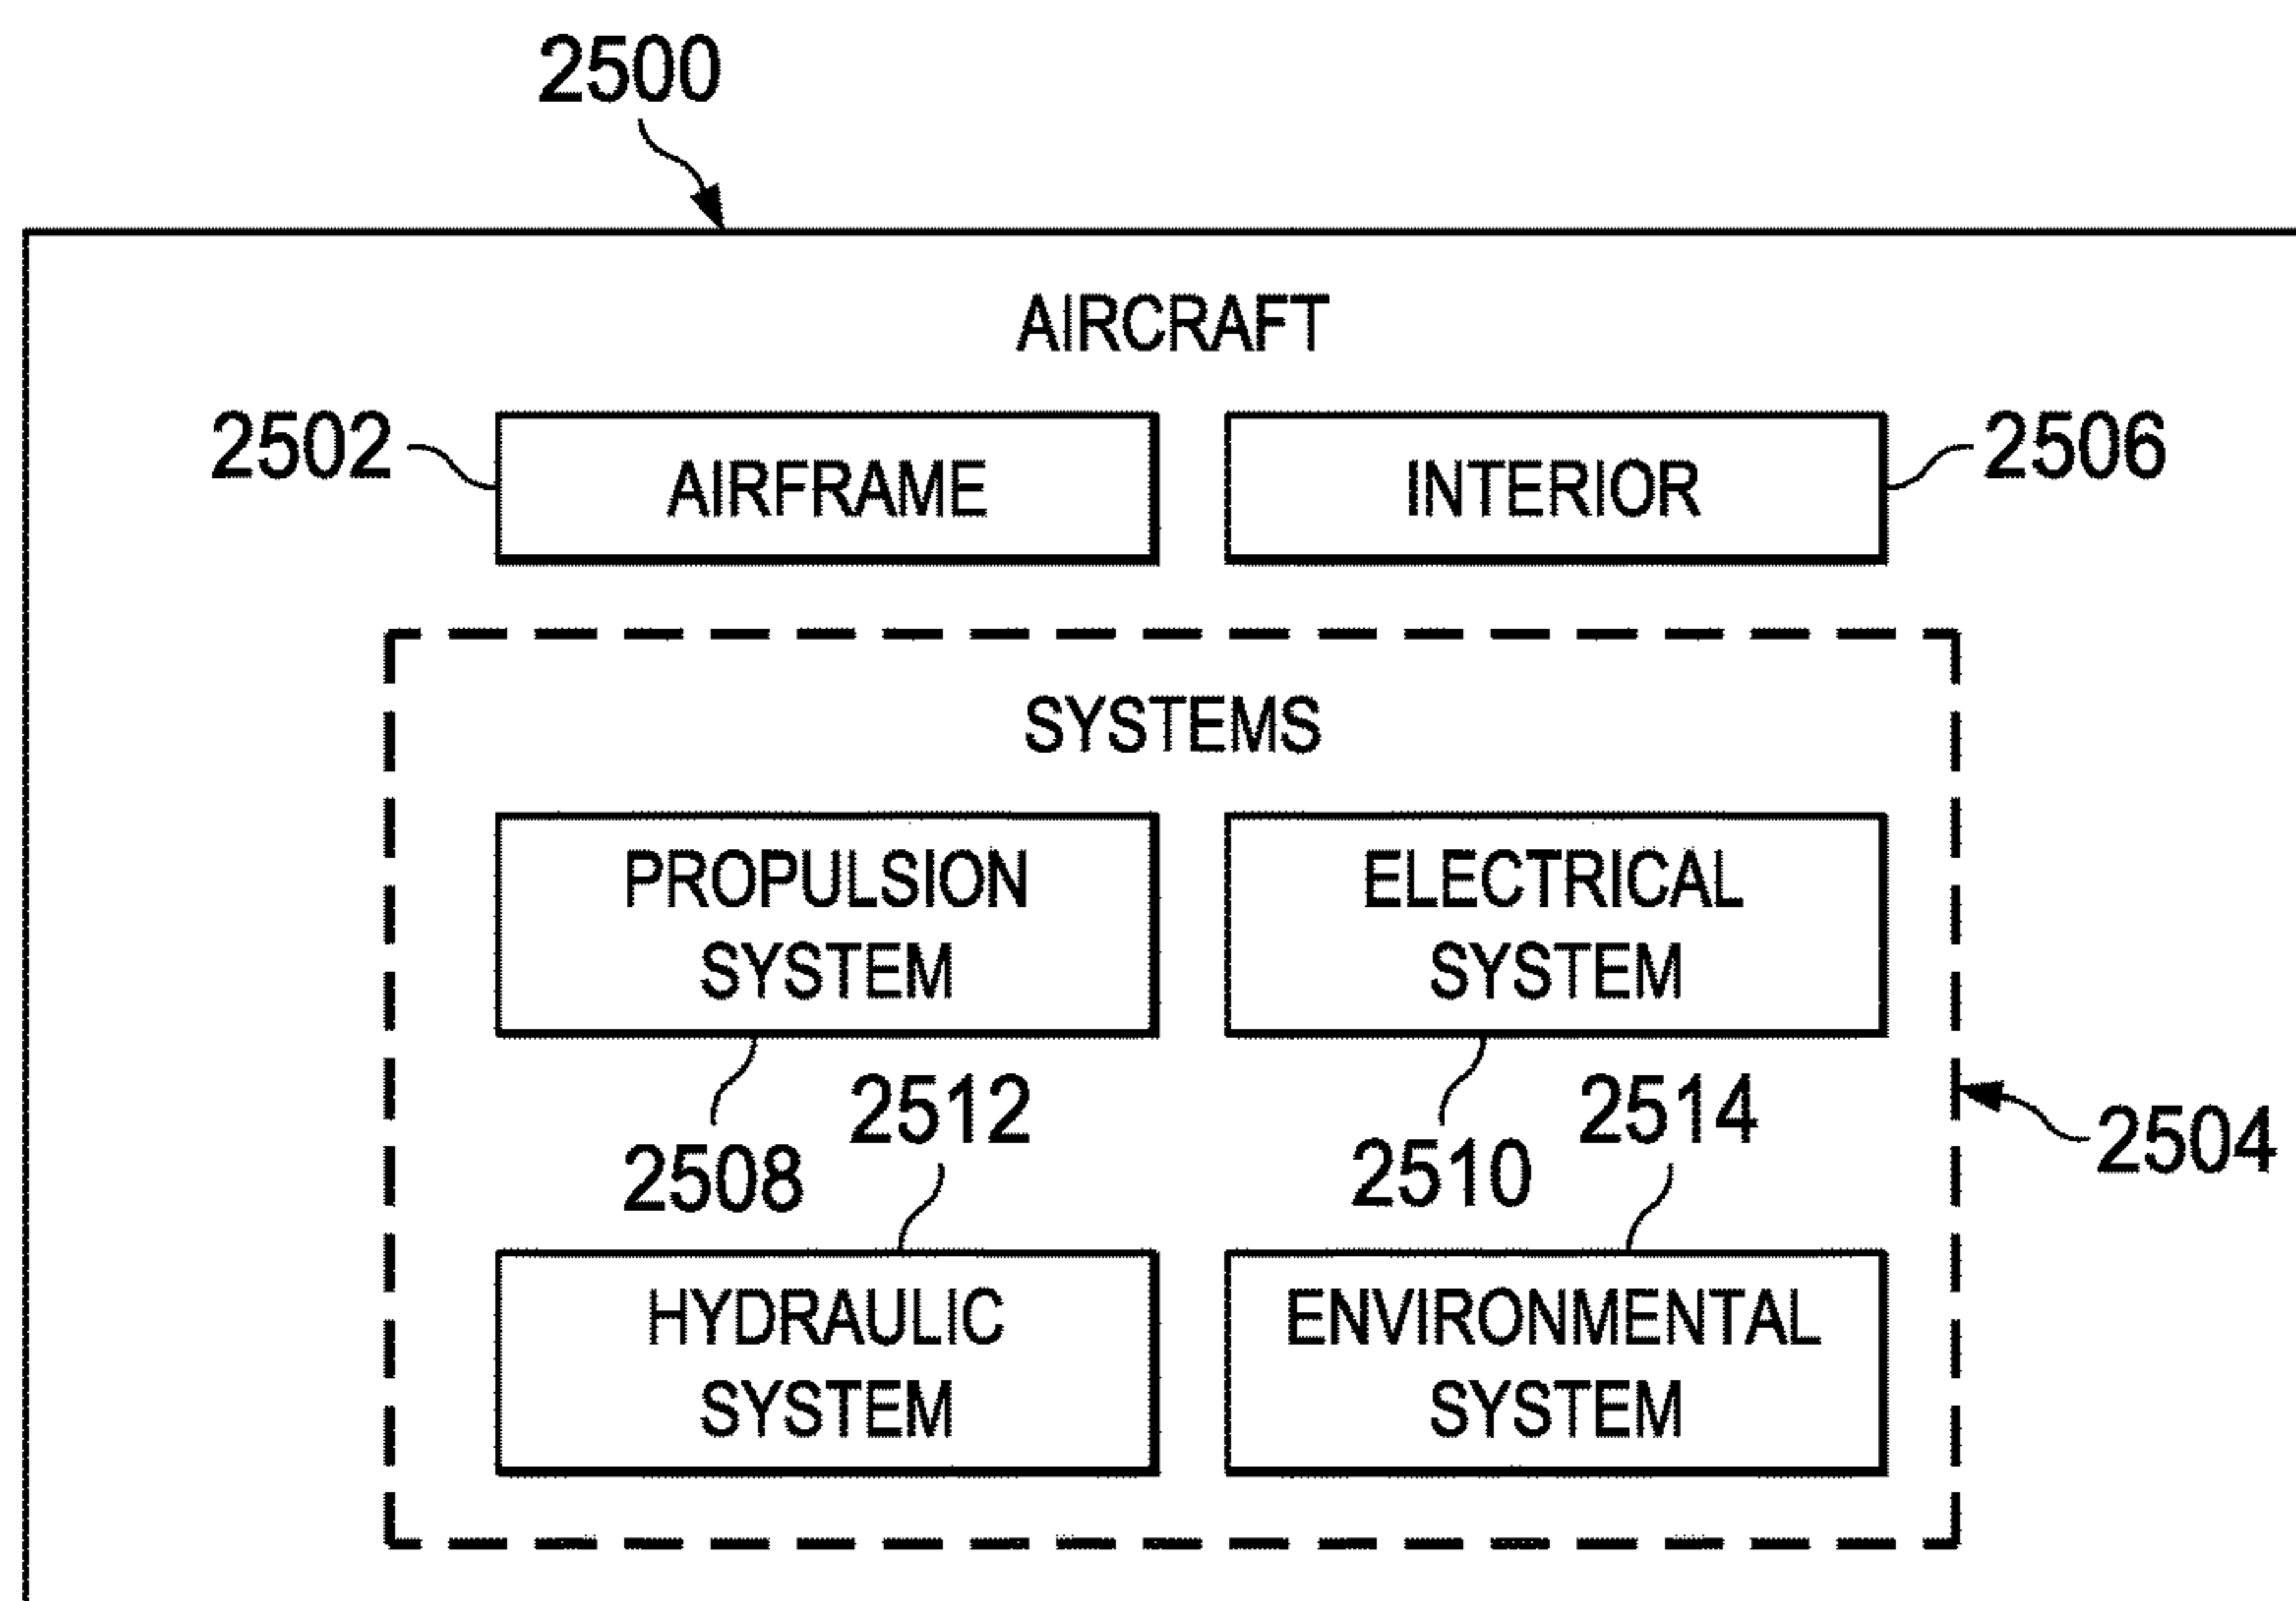 2500
AIRCRAFT
2502
AIRFRAME
INTERIOR
2506
SYSTEMS
PROPULSION
SYSTEM
ELECTRICAL
SYSTEM
2508
2512
2510
2514
2504
HYDRAULIC
SYSTEM
ENVIRONMENTAL
SYSTEM